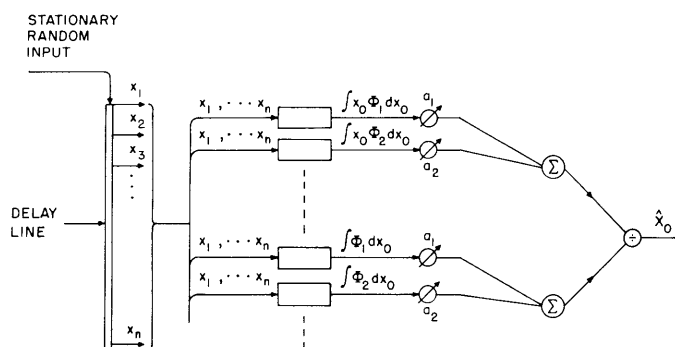 STATIONARY
RANDOM
INPUT
x₁
x₂
x₃
⋮
xₙ
DELAY
LINE
x₁ , ··· xₙ
∫ x₀ Φ₁ dx₀
a₁
x₁ , ··· xₙ
∫ x₀ Φ₂ dx₀
a₂
x₁ , ··· xₙ
∫ Φ₁ dx₀
a₁
x₁ , ··· xₙ
∫ Φ₂ dx₀
a₂
Σ
Σ
÷
x̂₀